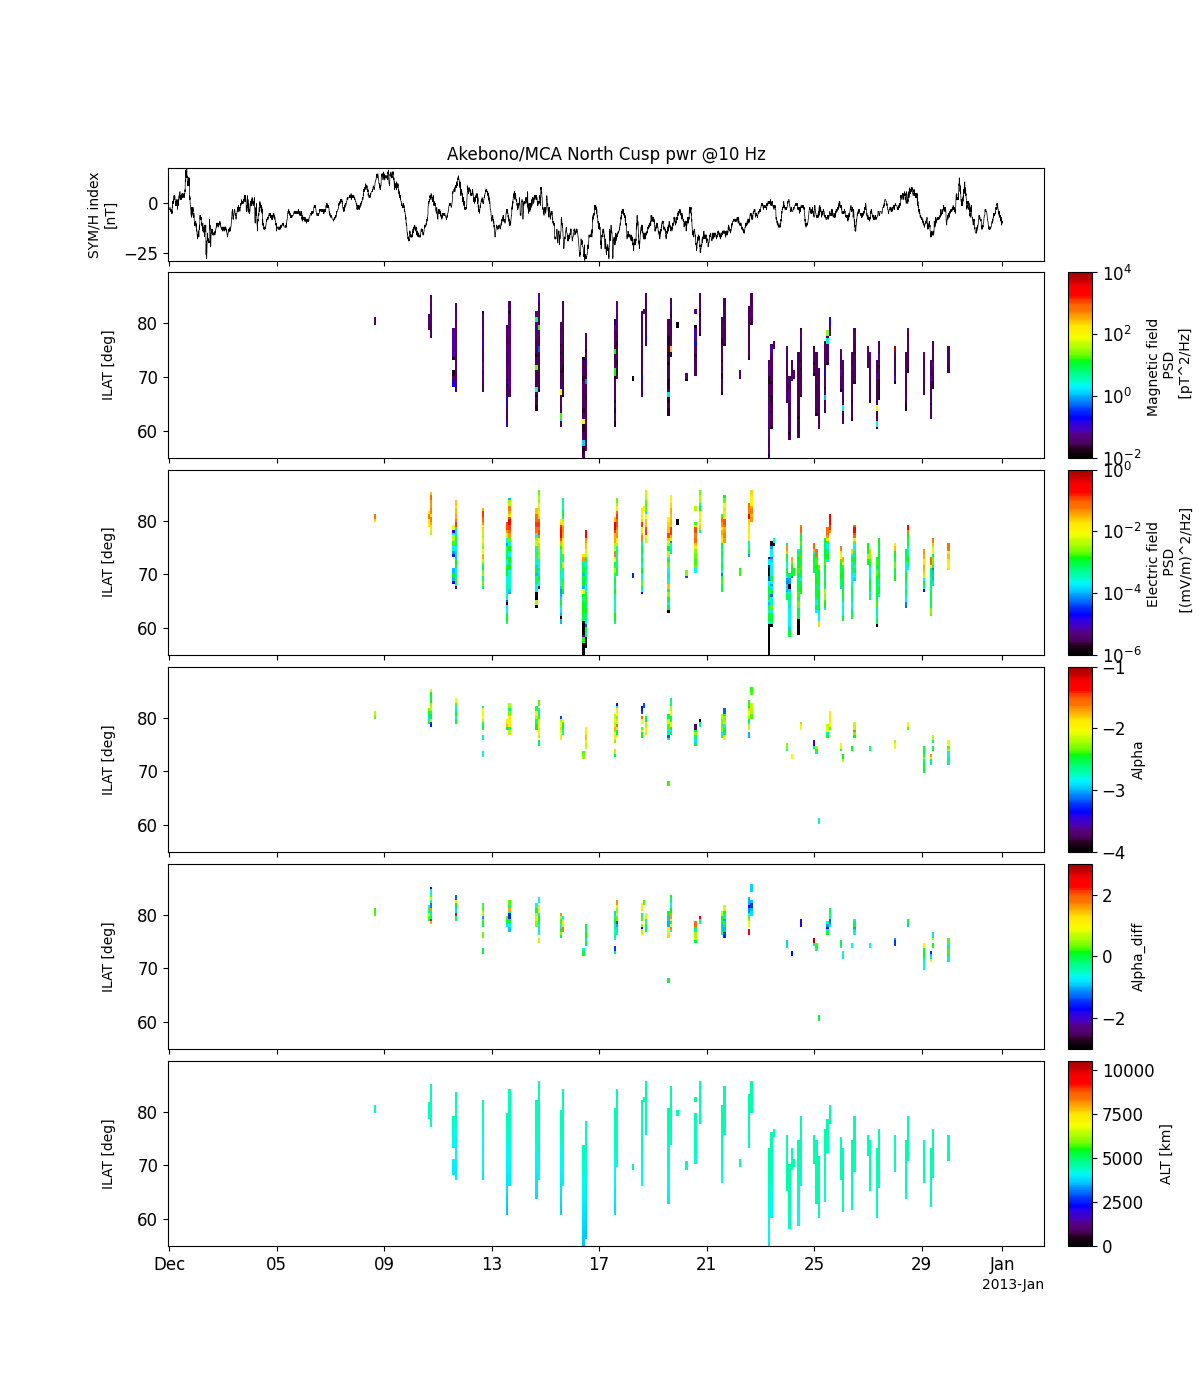 Akebono/MCA North Cusp pwr @10 Hz
SYM/H index
[nT]
0
−25
ILAT [deg]
80
70
60
10^4
10^2
10^0
10^-2
Magnetic field
PSD
[pT^2/Hz]
ILAT [deg]
80
70
60
10^0
10^-2
10^-4
10^-6
Electric field
PSD
[(mV/m)^2/Hz]
ILAT [deg]
80
70
60
−1
−2
−3
−4
Alpha
ILAT [deg]
80
70
60
2
0
−2
Alpha_diff
ILAT [deg]
80
70
60
10000
7500
5000
2500
0
ALT [km]
Dec 05 09 13 17 21 25 29 Jan
2013-Jan